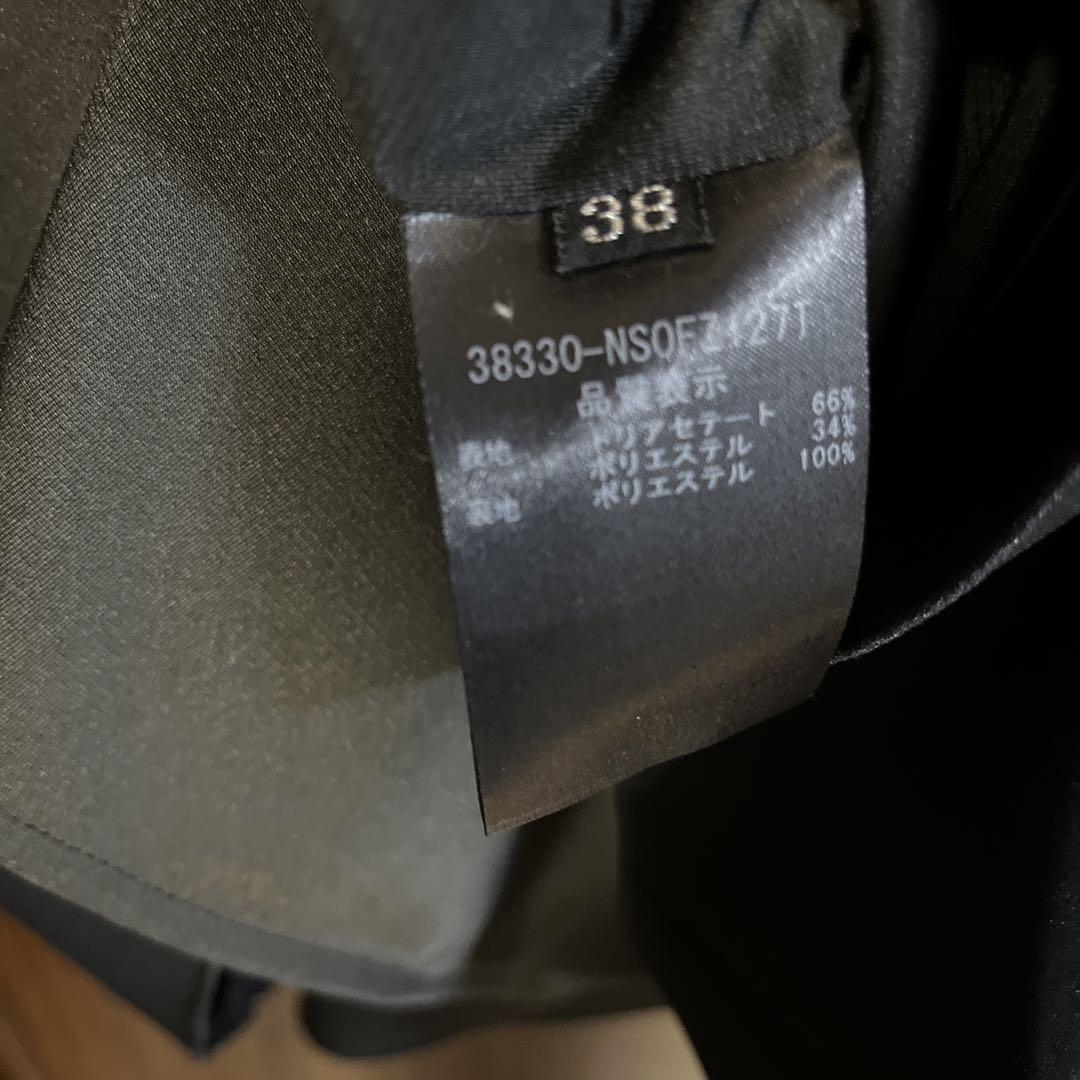 38
38330-NS0FZ127T
品質表示
表地 トリアセテート 66%
ポリエステル 34%
裏地 ポリエステル 100%